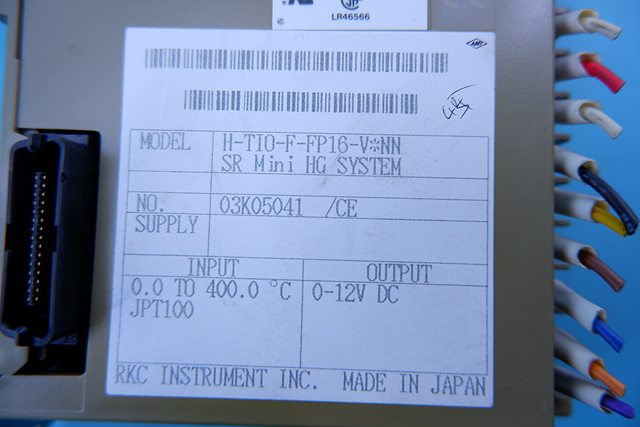 LR46566
MODEL H-TIO-F-FP16-V*NN
SR Mini HG SYSTEM
NO. 03K05041 /CE
SUPPLY
INPUT OUTPUT
0.0 TO 400.0 °C 0-12V DC
JPT100
RKC INSTRUMENT INC. MADE IN JAPAN